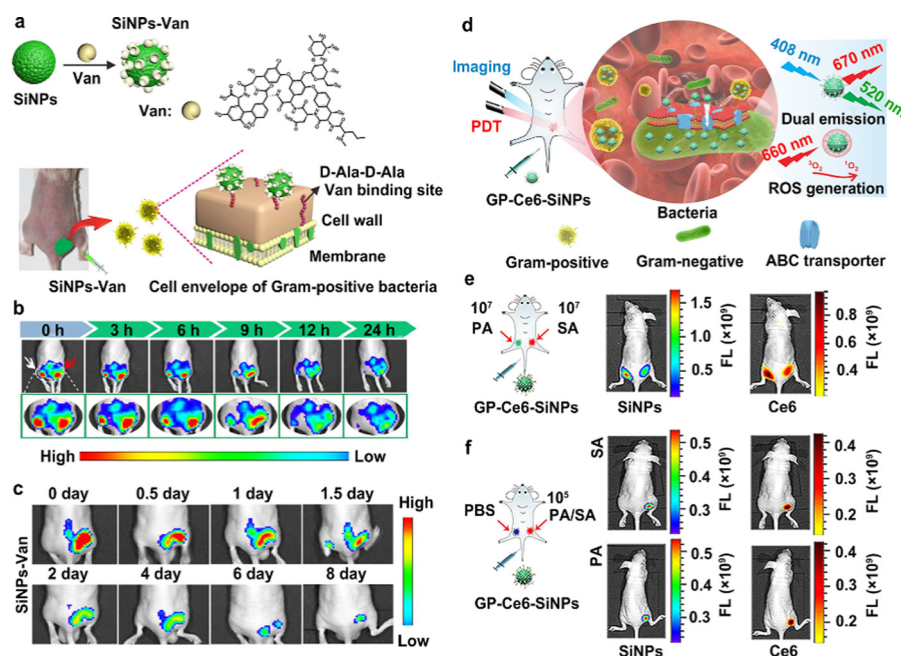 a
SiNPs-Van
Van
SiNPs
Van:
D-Ala-D-Ala
Van binding site
Cell wall
Membrane
SiNPs-Van
Cell envelope of Gram-positive bacteria
b
0 h 3 h 6 h 9 h 12 h 24 h
High Low
c
0 day 0.5 day 1 day 1.5 day
High
SiNPs-Van
2 day 4 day 6 day 8 day
Low
d
Imaging
PDT
GP-Ce6-SiNPs
Bacteria
408 nm
670 nm
520 nm
Dual emission
660 nm
³O₂ ¹O₂
ROS generation
Gram-positive Gram-negative ABC transporter
e
10⁷ 10⁷
PA SA
GP-Ce6-SiNPs
1.5
1.0
0.5
FL (×10⁹)
SiNPs
0.8
0.6
0.4
FL (×10⁹)
Ce6
f
PBS
10⁵
PA/SA
GP-Ce6-SiNPs
SA
0.5
0.4
0.3
FL (×10⁹)
0.4
0.3
0.2
FL (×10⁹)
PA
0.5
0.4
0.3
FL (×10⁹)
SiNPs
0.4
0.3
0.2
FL (×10⁹)
Ce6